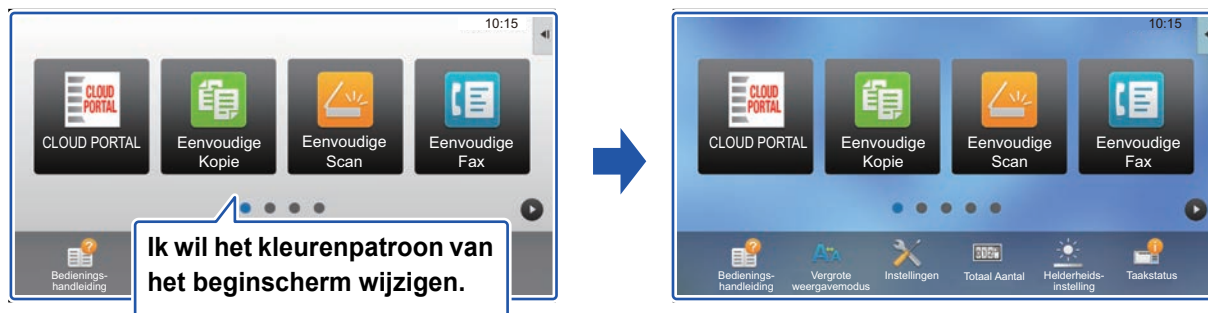 10:15
CLOUD
PORTAL
CLOUD PORTAL
Eenvoudige
Kopie
Eenvoudige
Scan
Eenvoudige
Fax
Ik wil het kleurenpatroon van
het beginscherm wijzigen.
Bedienings-
handleiding
10:15
CLOUD
PORTAL
CLOUD PORTAL
Eenvoudige
Kopie
Eenvoudige
Scan
Eenvoudige
Fax
Bedienings-
handleiding
Vergrote
weergavemodus
Instellingen
Totaal Aantal
Helderheids-
instelling
Taakstatus